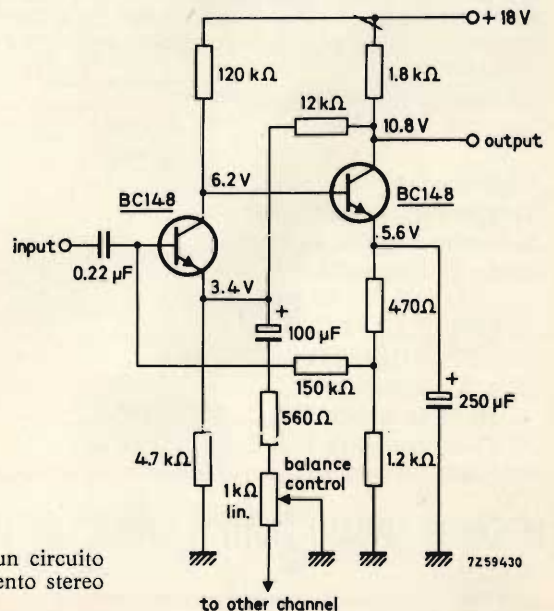 + 18V
120 kΩ
1.8 kΩ
12 kΩ
10.8 V
output
6.2 V
BC148
BC148
input
5.6 V
0.22 µF
3.4 V
+
100 µF
470Ω
+
150 kΩ
250 µF
560Ω
4.7 kΩ
balance
control
1.2 kΩ
1 kΩ
lin.
un circuito
ento stereo
7Z59430
to other channel